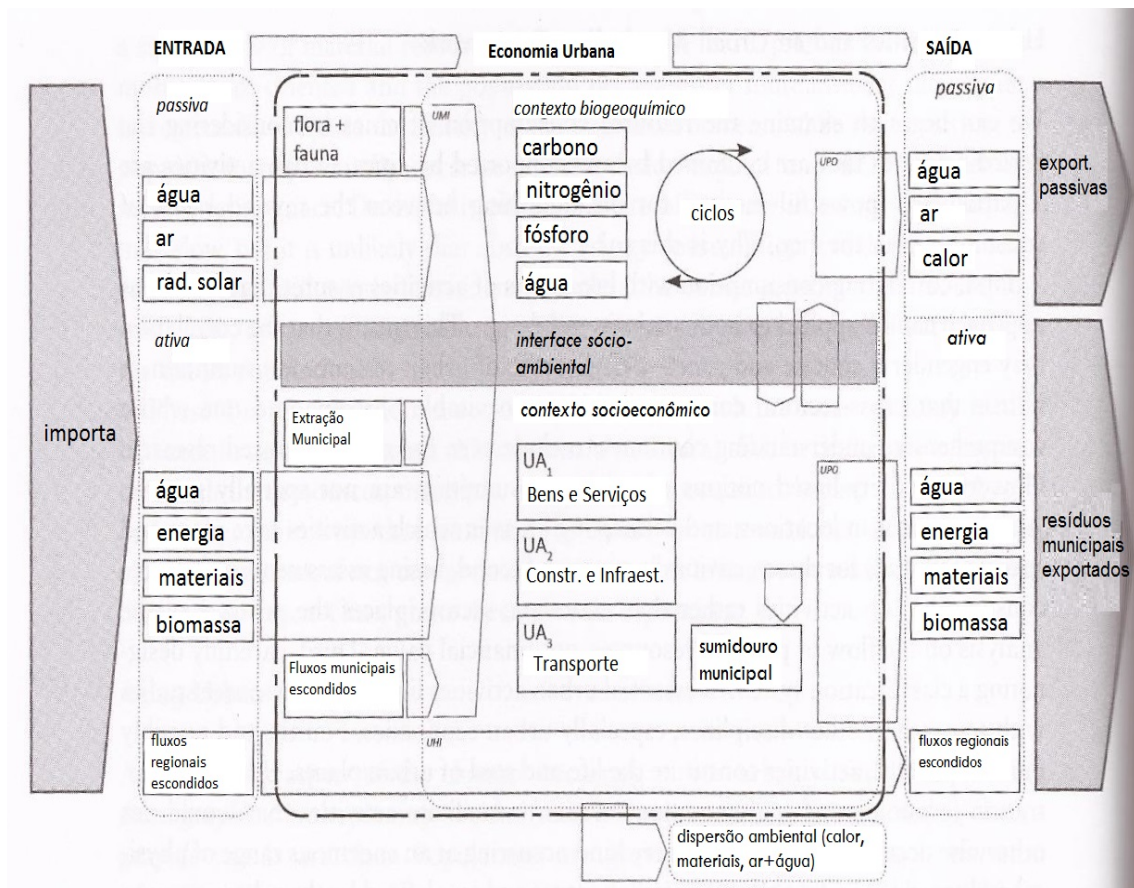 ENTRADA
Economia Urbana
SAÍDA
importa
passiva
água
ar
rad. solar
ativa
água
energia
materiais
biomassa
fluxos
regionais
escondidos
flora +
fauna
UMI
contexto biogeoquímico
carbono
nitrogênio
fósforo
água
ciclos
interface sócio-
ambiental
contexto socioeconômico
Extração
Municipal
UA1
Bens e Serviços
UA2
Constr. e Infraest.
UA3
Transporte
sumidouro
municipal
Fluxos municipais
escondidos
UHI
UPO
UPO
passiva
água
ar
calor
ativa
água
energia
materiais
biomassa
fluxos regionais
escondidos
export.
passivas
resíduos
municipais
exportados
dispersão ambiental (calor,
materiais, ar+água)